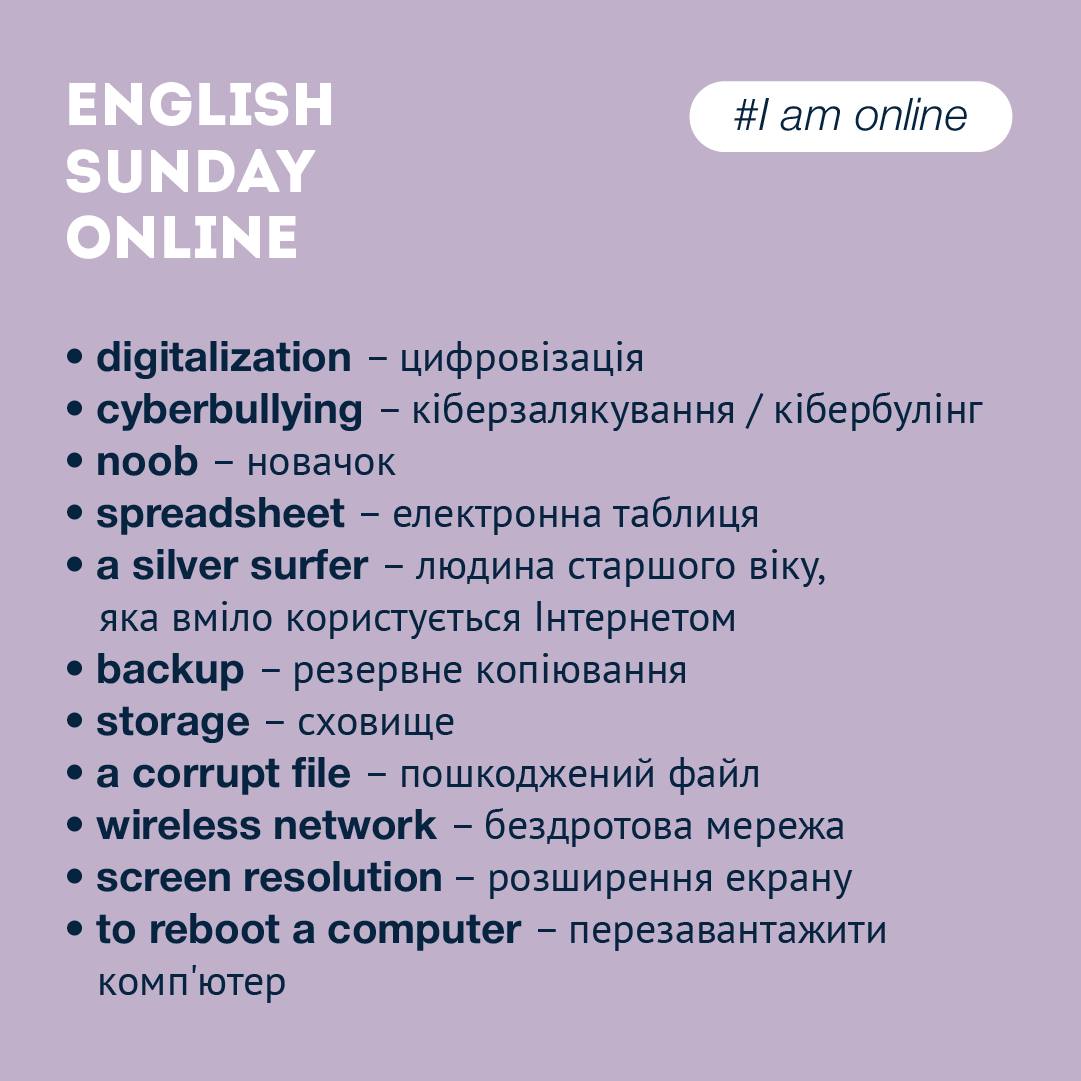 ENGLISH
SUNDAY
ONLINE
#I am online
• digitalization – цифровізація
• cyberbullying – кіберзалякування / кібербулінг
• noob – новачок
• spreadsheet – електронна таблиця
• a silver surfer – людина старшого віку,
яка вміло користується Інтернетом
• backup – резервне копіювання
• storage – сховище
• a corrupt file – пошкоджений файл
• wireless network – бездротова мережа
• screen resolution – розширення екрану
• to reboot a computer – перезавантажити
комп'ютер